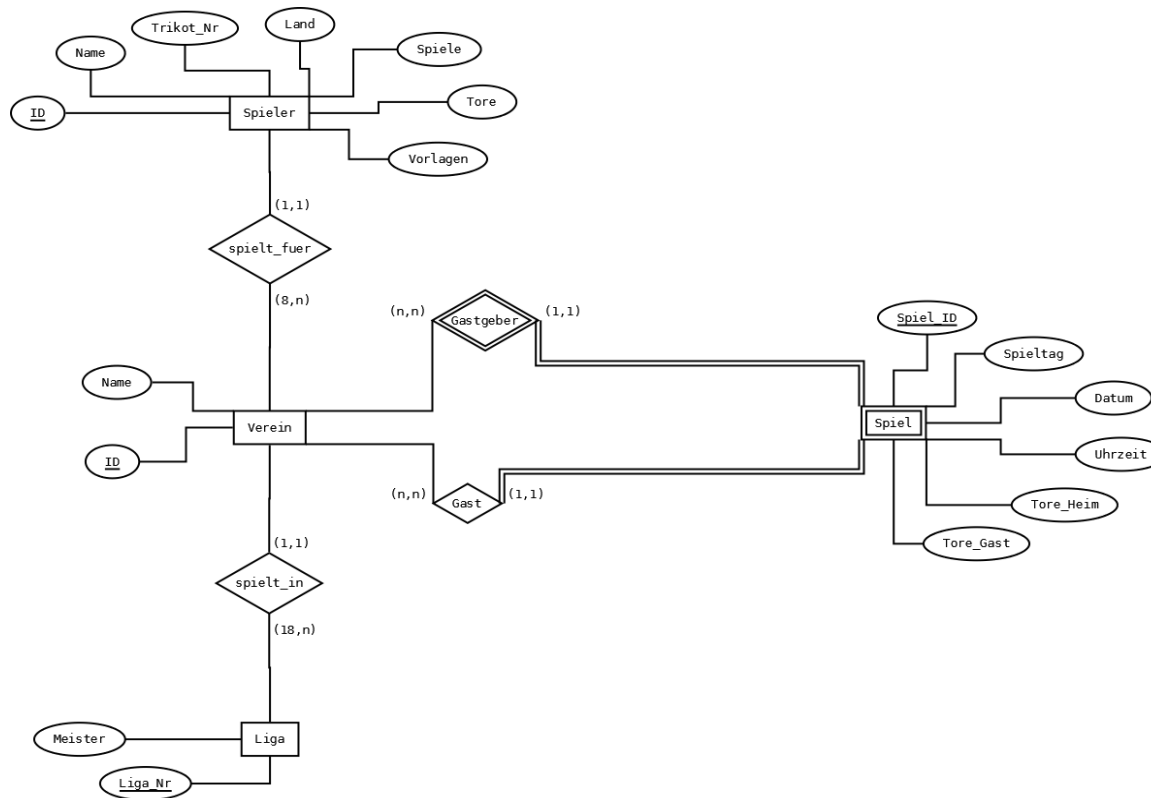 Land
Trikot_Nr
Name
Spiele
Tore
ID
Spieler
Vorlagen
(1,1)
spielt_fuer
(8,n)
(n,n)
Gastgeber
(1,1)
Spiel_ID
Spieltag
Name
Datum
Verein
Spiel
ID
Uhrzeit
(n,n)
Gast
(1,1)
Tore_Heim
Tore_Gast
(1,1)
spielt_in
(18,n)
Meister
Liga
Liga_Nr